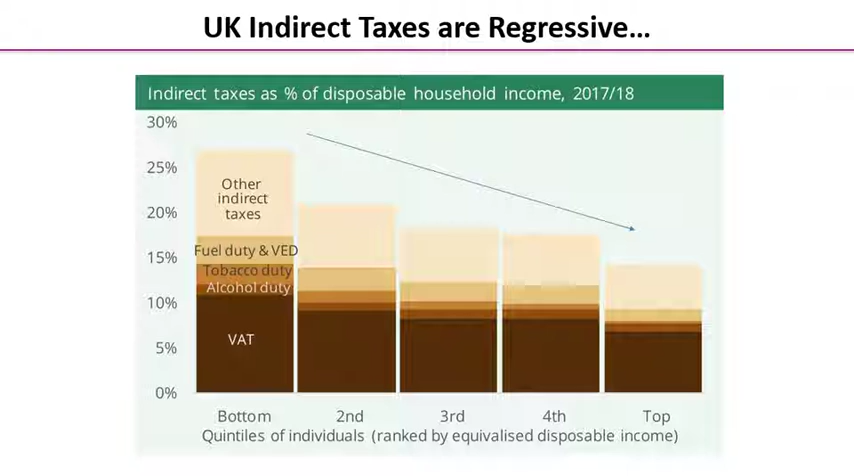 UK Indirect Taxes are Regressive...
Indirect taxes as % of disposable household income, 2017/18
30%
25%
20%
15%
10%
5%
0%
Other
indirect
taxes
Fuel duty & VED
Tobacco duty
Alcohol duty
VAT
Bottom 2nd 3rd 4th Top
Quintiles of individuals (ranked by equivalised disposable income)